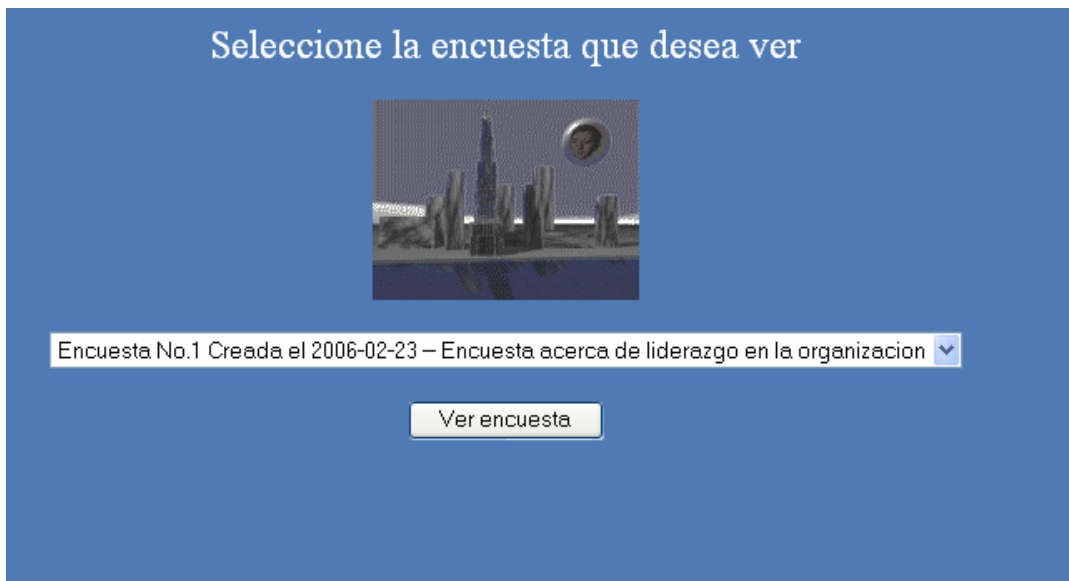 Seleccione la encuesta que desea ver
Encuesta No.1 Creada el 2006-02-23 – Encuesta acerca de liderazgo en la organizacion
Ver encuesta